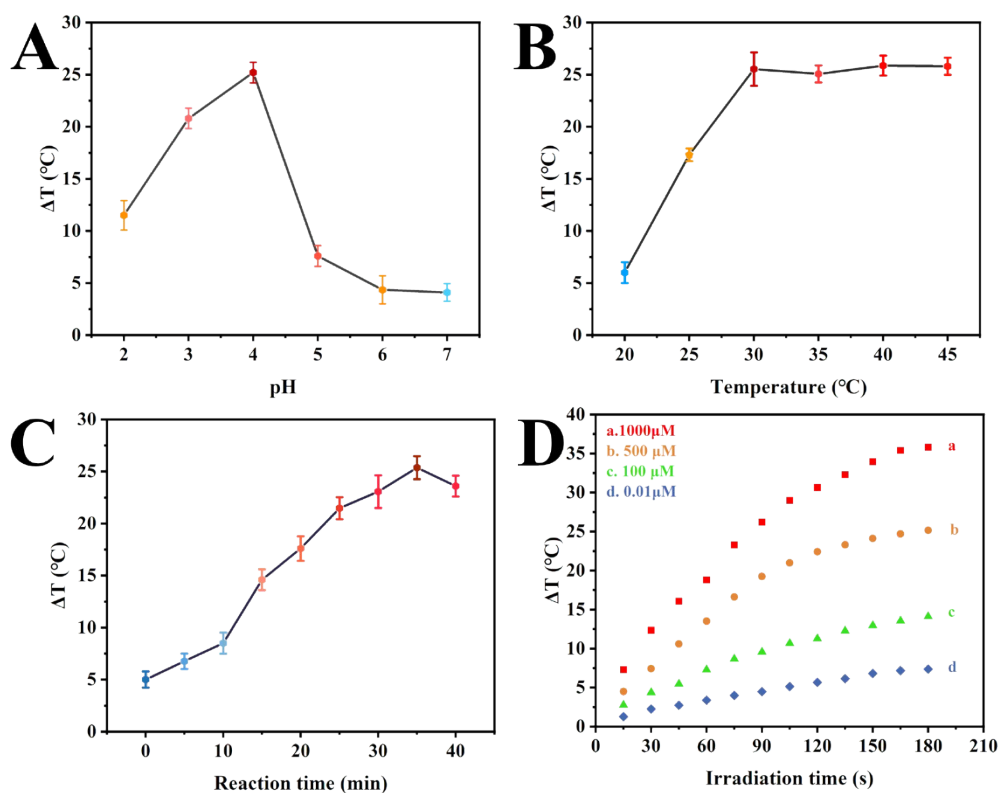 A
30
25
20
15
10
5
0
ΔT (℃)
2 3 4 5 6 7
pH
B
30
25
20
15
10
5
0
ΔT (℃)
20 25 30 35 40 45
Temperature (℃)
C
30
25
20
15
10
5
0
ΔT (℃)
0 10 20 30 40
Reaction time (min)
D
40
35
30
25
20
15
10
5
0
ΔT (℃)
a.1000μM
b. 500 μM
c. 100 μM
d. 0.01μM
a
b
c
d
0 30 60 90 120 150 180 210
Irradiation time (s)